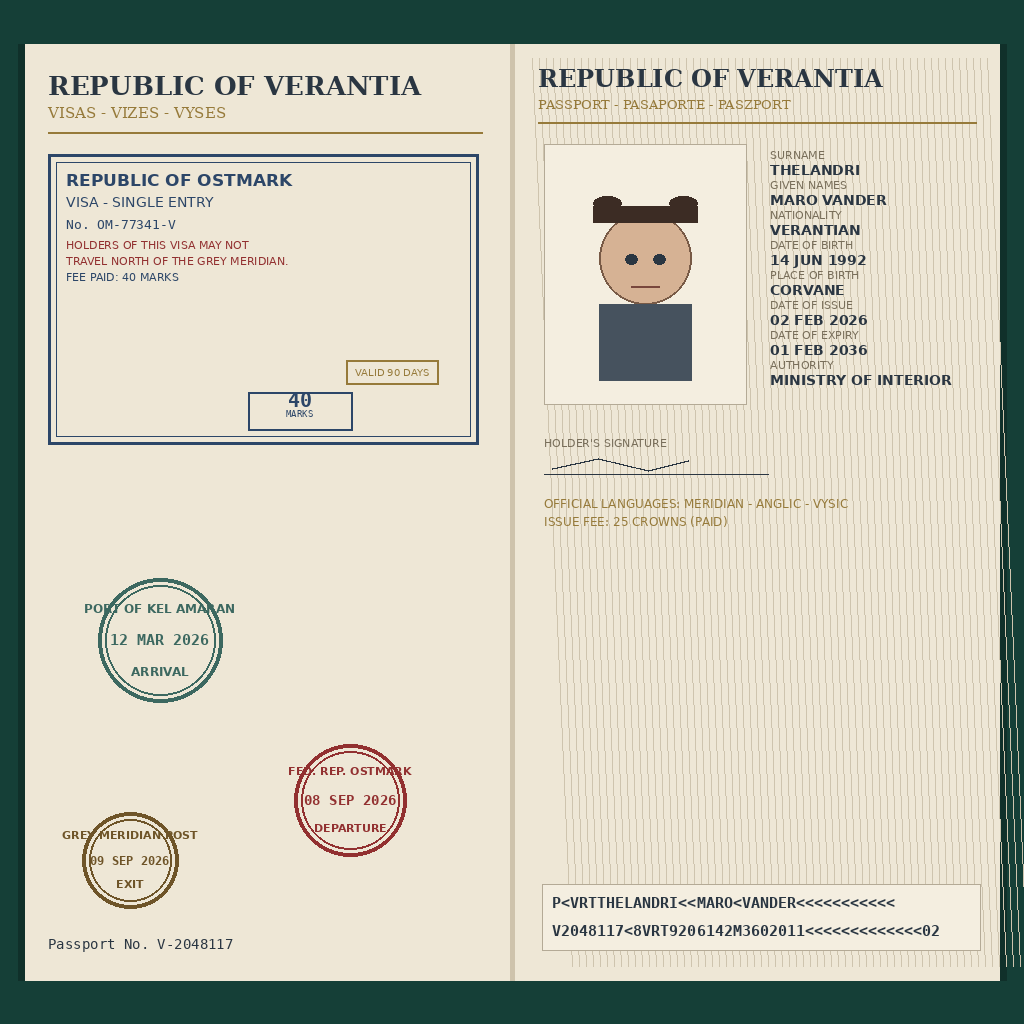 REPUBLIC OF VERANTIA
VISAS - VIZES - VYSES
REPUBLIC OF OSTMARK
VISA - SINGLE ENTRY
No. OM-77341-V
HOLDERS OF THIS VISA MAY NOT
TRAVEL NORTH OF THE GREY MERIDIAN.
FEE PAID: 40 MARKS
VALID 90 DAYS
40
MARKS
PORT OF KEL AMARAN
12 MAR 2026
ARRIVAL
FED. REP. OSTMARK
08 SEP 2026
DEPARTURE
GREY MERIDIAN POST
09 SEP 2026
EXIT
Passport No. V-2048117
REPUBLIC OF VERANTIA
PASSPORT - PASAPORTE - PASZPORT
SURNAME
THELANDRI
GIVEN NAMES
MARO VANDER
NATIONALITY
VERANTIAN
DATE OF BIRTH
14 JUN 1992
PLACE OF BIRTH
CORVANE
DATE OF ISSUE
02 FEB 2026
DATE OF EXPIRY
01 FEB 2036
AUTHORITY
MINISTRY OF INTERIOR
HOLDER'S SIGNATURE
OFFICIAL LANGUAGES: MERIDIAN - ANGLIC - VYSIC
ISSUE FEE: 25 CROWNS (PAID)
P<VRTTHELANDRI<<MARO<VANDER<<<<<<<<<<<
V2048117<8VRT9206142M3602011<<<<<<<<<<<<<02